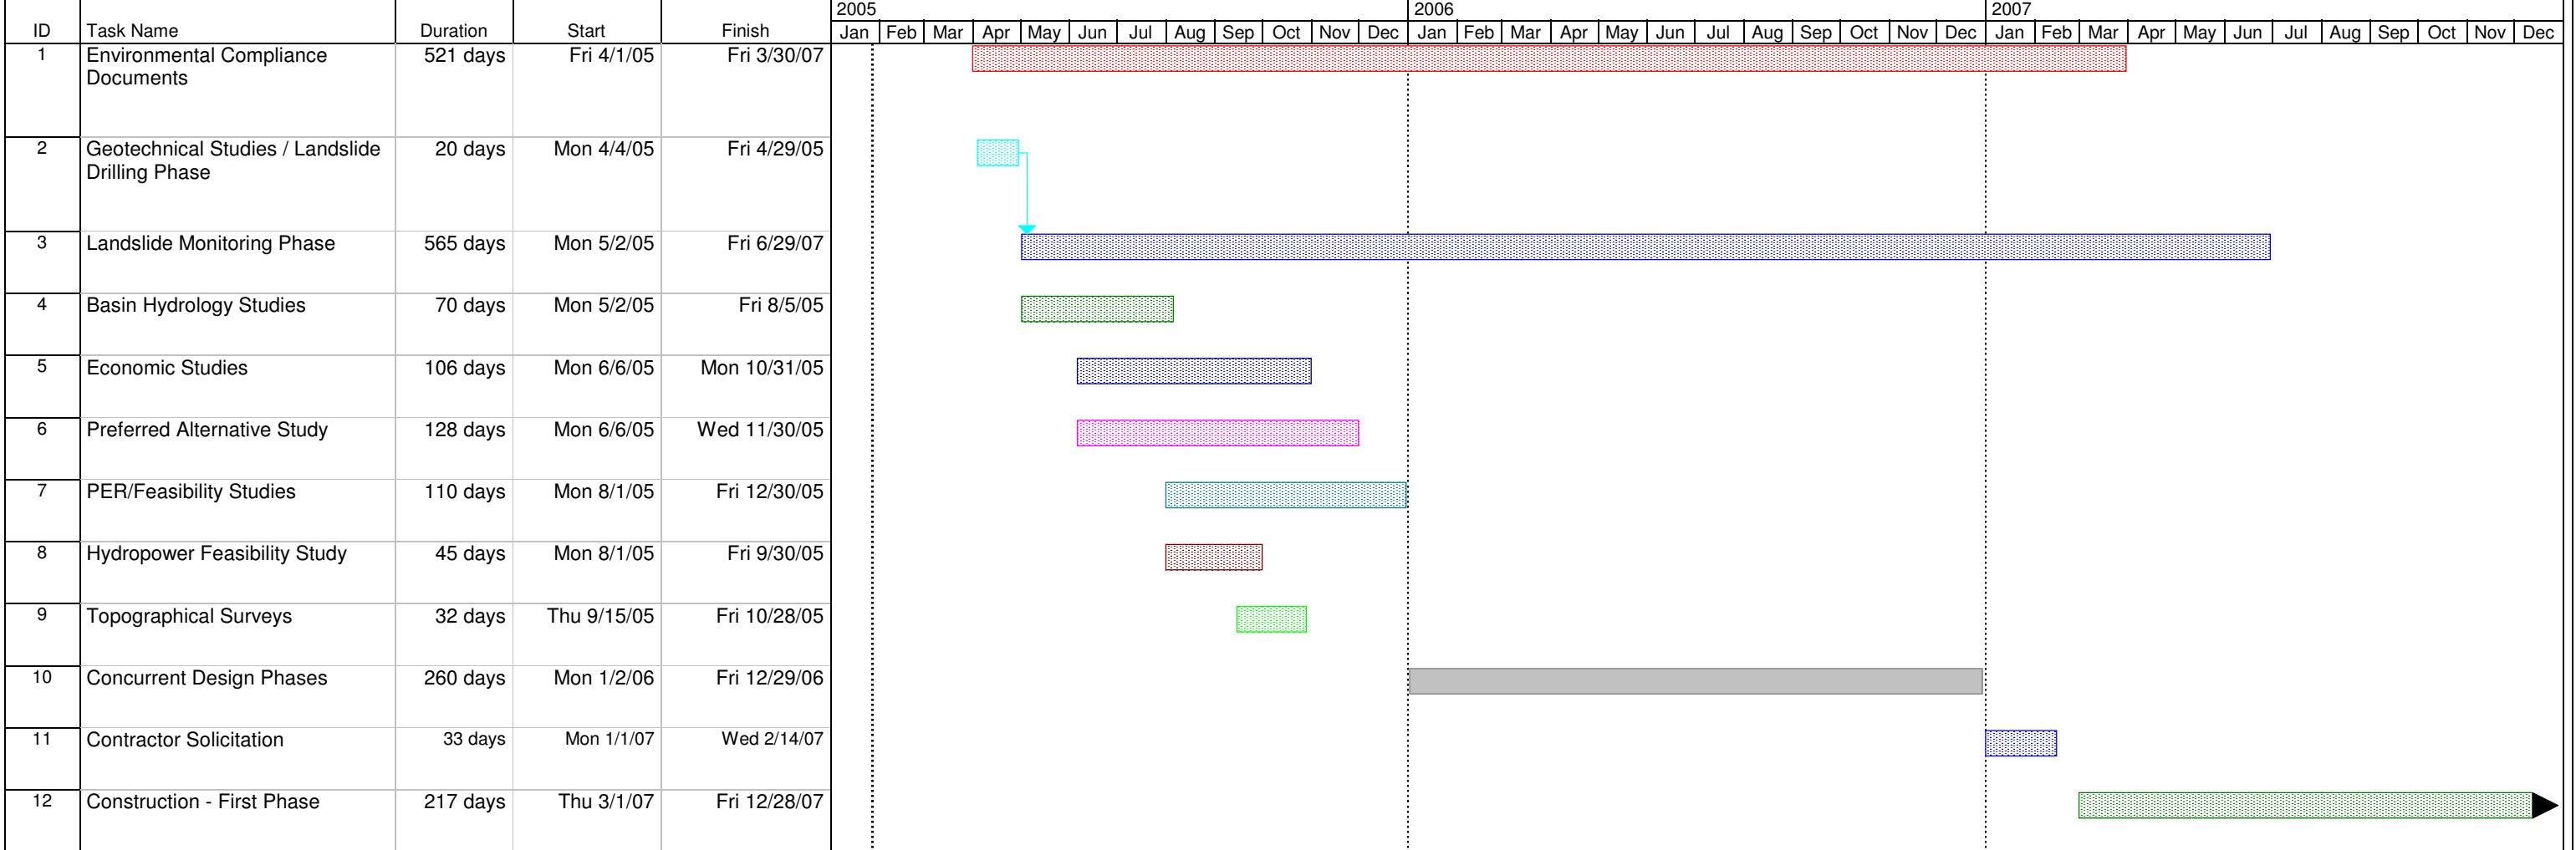 2005 2006 2007
ID Task Name Duration Start Finish Jan Feb Mar Apr May Jun Jul Aug Sep Oct Nov Dec Jan Feb Mar Apr May Jun Jul Aug Sep Oct Nov Dec Jan Feb Mar Apr May Jun Jul Aug Sep Oct Nov Dec
1 Environmental Compliance 521 days Fri 4/1/05 Fri 3/30/07
Documents
2 Geotechnical Studies / Landslide 20 days Mon 4/4/05 Fri 4/29/05
Drilling Phase
3 Landslide Monitoring Phase 565 days Mon 5/2/05 Fri 6/29/07
4 Basin Hydrology Studies 70 days Mon 5/2/05 Fri 8/5/05
5 Economic Studies 106 days Mon 6/6/05 Mon 10/31/05
6 Preferred Alternative Study 128 days Mon 6/6/05 Wed 11/30/05
7 PER/Feasibility Studies 110 days Mon 8/1/05 Fri 12/30/05
8 Hydropower Feasibility Study 45 days Mon 8/1/05 Fri 9/30/05
9 Topographical Surveys 32 days Thu 9/15/05 Fri 10/28/05
10 Concurrent Design Phases 260 days Mon 1/2/06 Fri 12/29/06
11 Contractor Solicitation 33 days Mon 1/1/07 Wed 2/14/07
12 Construction - First Phase 217 days Thu 3/1/07 Fri 12/28/07